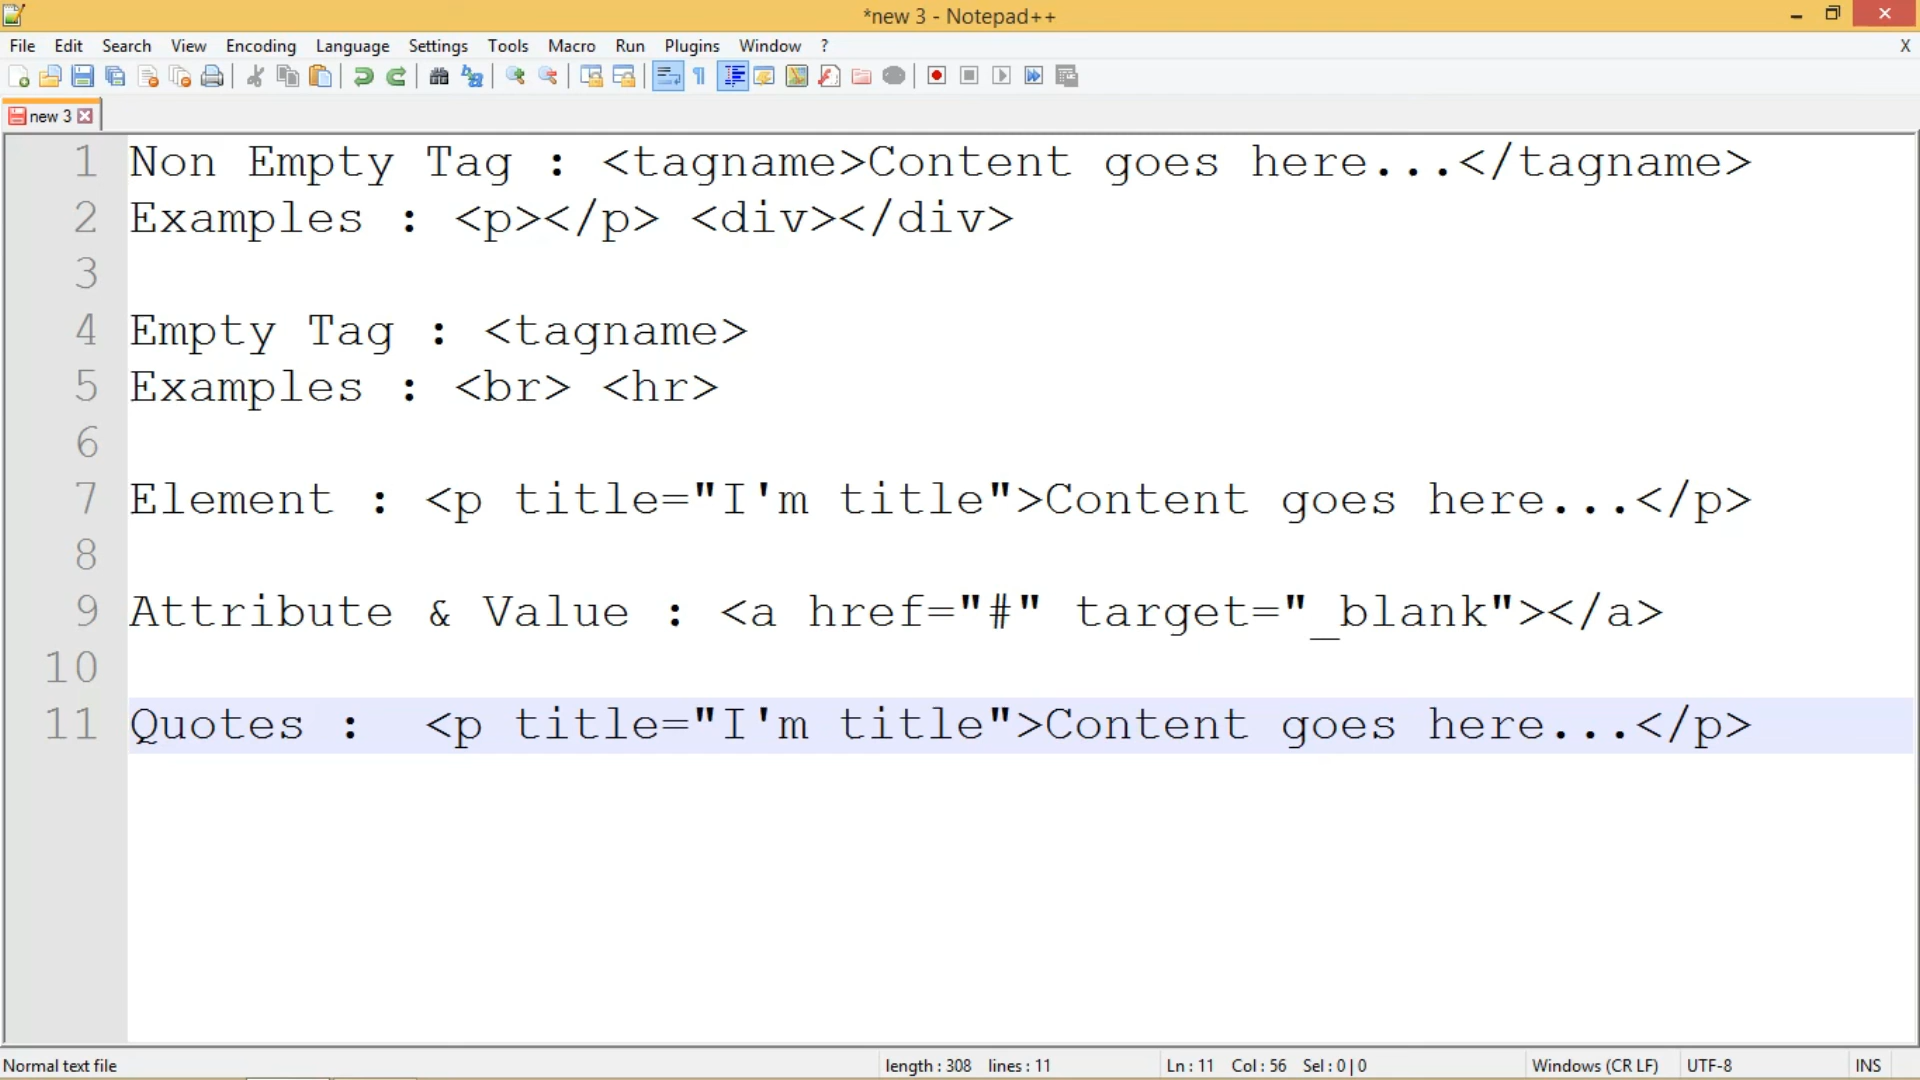 *new 3 - Notepad++
File Edit Search View Encoding Language Settings Tools Macro Run Plugins Window ? X
new 3
1 Non Empty Tag : <tagname>Content goes here...</tagname>
2 Examples : <p></p> <div></div>
3
4 Empty Tag : <tagname>
5 Examples : <br> <hr>
6
7 Element : <p title="I'm title">Content goes here...</p>
8
9 Attribute & Value : <a href="#" target="_blank"></a>
10
11 Quotes :  <p title="I'm title">Content goes here...</p>
Normal text file length : 308 lines : 11 Ln : 11 Col : 56 Sel : 0 | 0 Windows (CR LF) UTF-8 INS